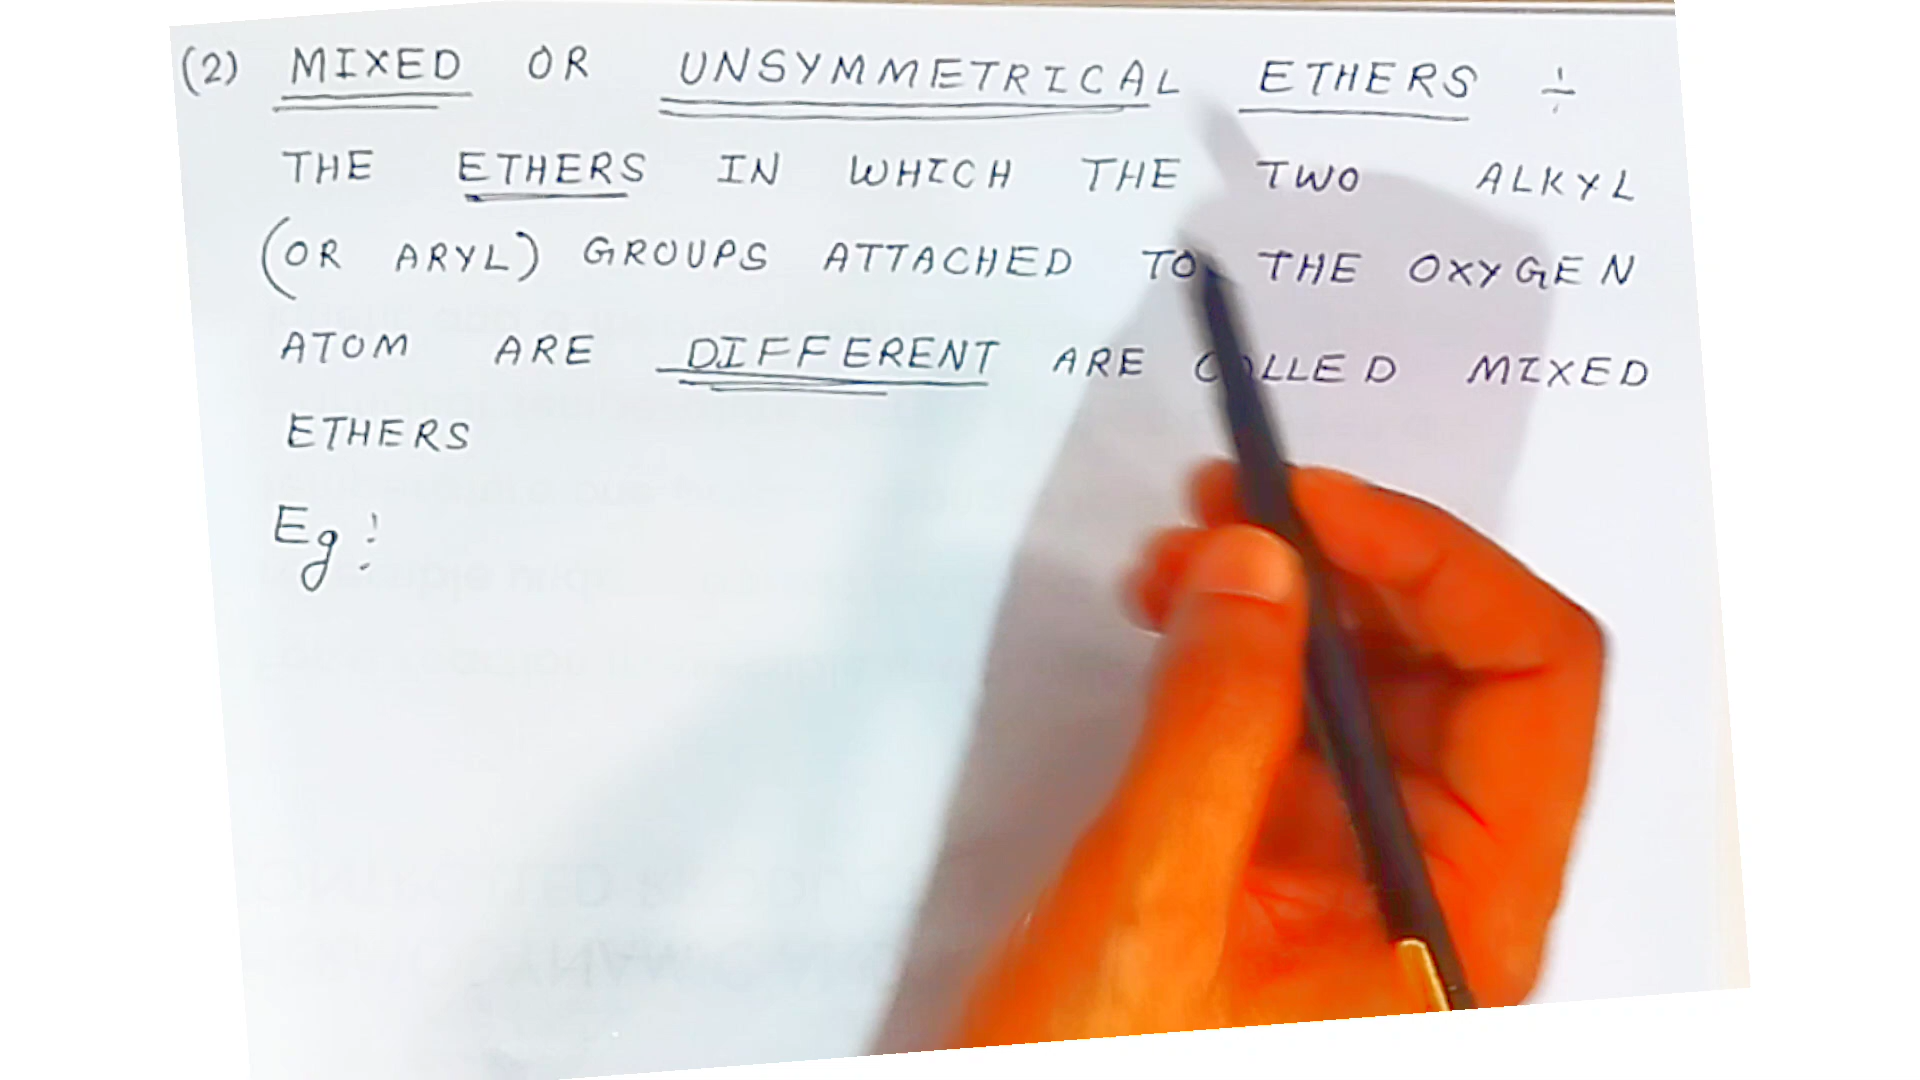 (2) MIXED OR UNSYMMETRICAL ETHERS ÷
THE ETHERS IN WHICH THE TWO ALKYL
(OR ARYL) GROUPS ATTACHED TO THE OXYGEN
ATOM ARE DIFFERENT ARE CALLED MIXED
ETHERS
Eg: